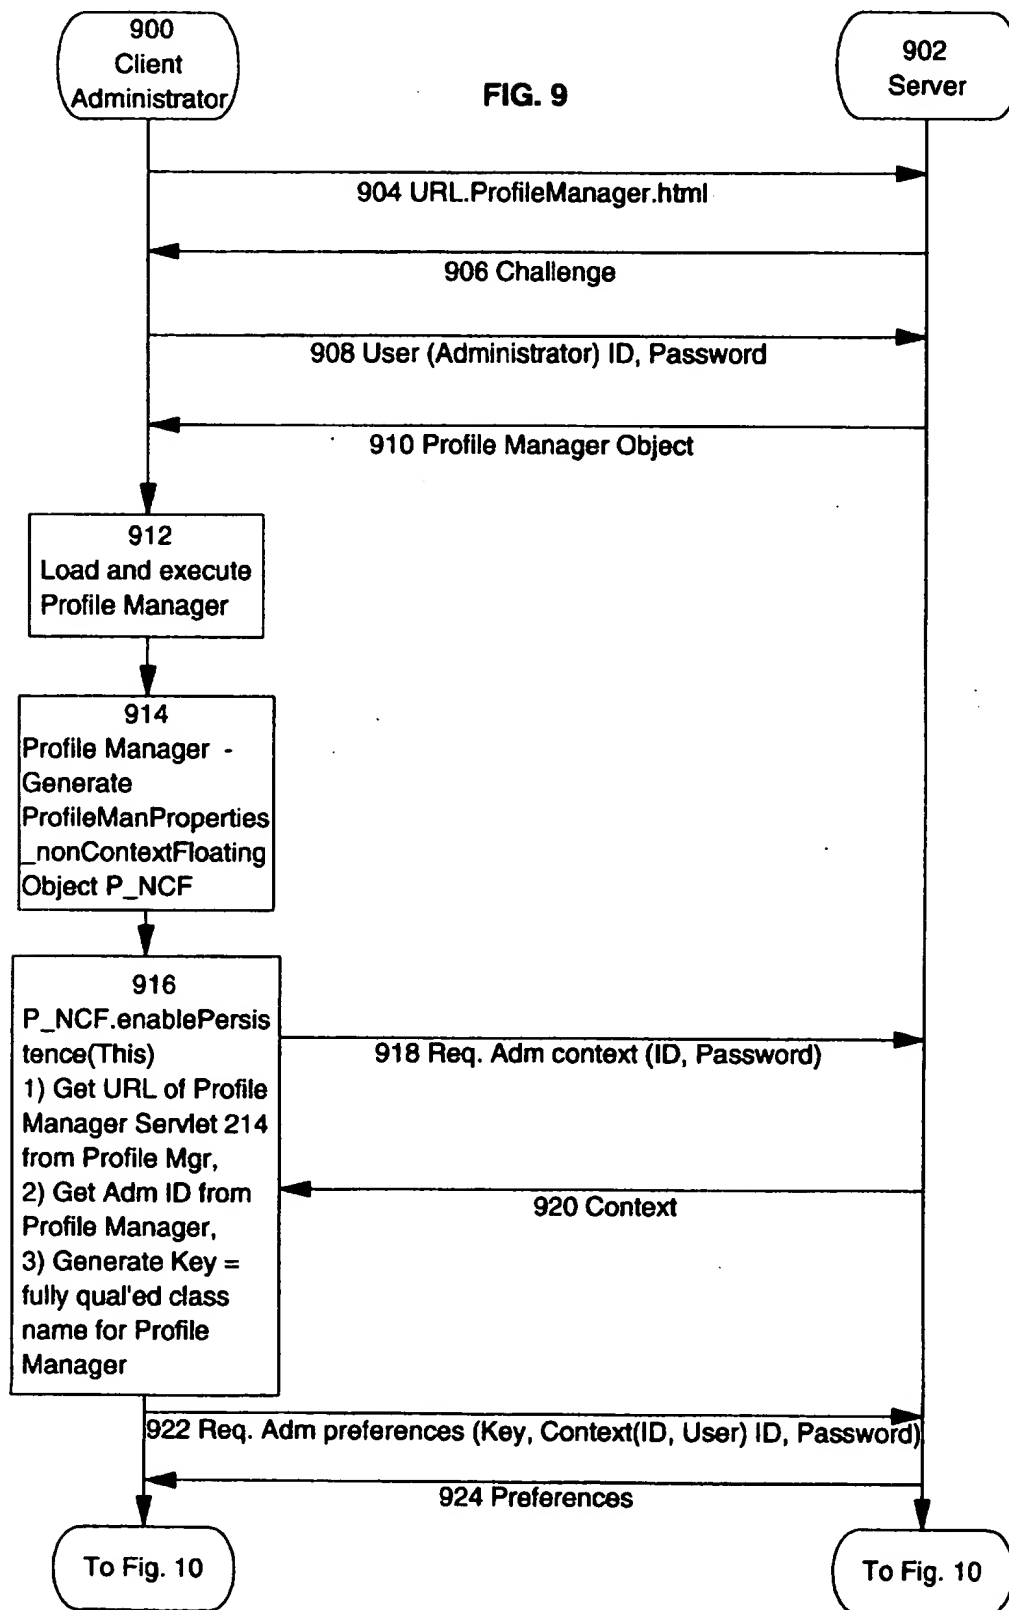 900
Client
Administrator
FIG. 9
902
Server
904 URL.ProfileManager.html
906 Challenge
908 User (Administrator) ID, Password
910 Profile Manager Object
912
Load and execute
Profile Manager
914
Profile Manager -
Generate
ProfileManProperties
_nonContextFloating
Object P_NCF
916
P_NCF.enablePersis
tence(This)
1) Get URL of Profile
Manager Servlet 214
from Profile Mgr,
2) Get Adm ID from
Profile Manager,
3) Generate Key =
fully qual'ed class
name for Profile
Manager
918 Req. Adm context (ID, Password)
920 Context
922 Req. Adm preferences (Key, Context(ID, User) ID, Password)
924 Preferences
To Fig. 10
To Fig. 10